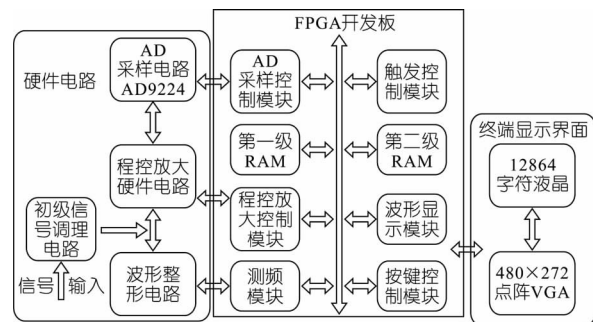 FPGA开发板
硬件电路
AD
采样电路
AD9224
程控放大
硬件电路
初级信
号调理
电路
信号
输入
波形整
形电路
AD
采样控
制模块
第一级
RAM
程控放
大控制
模块
测频
模块
触发控
制模块
第二级
RAM
波形显
示模块
按键控
制模块
终端显示界面
12864
字符液晶
480×272
点阵VGA